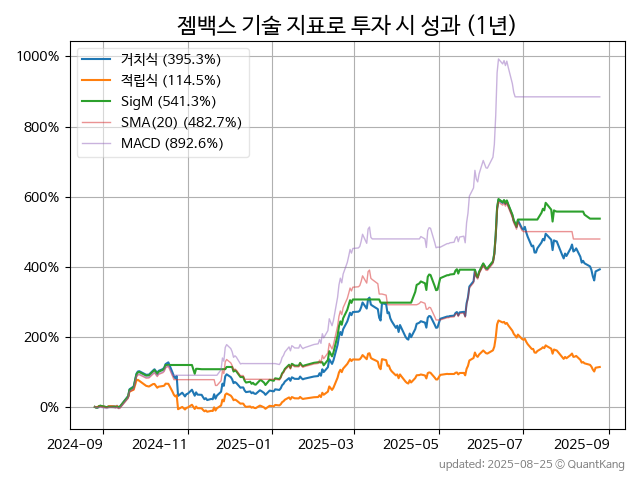 젬백스 기술 지표로 투자 시 성과 (1년)
거치식 (395.3%)
적립식 (114.5%)
SigM (541.3%)
SMA(20) (482.7%)
MACD (892.6%)
1000%
800%
600%
400%
200%
0%
2024-09 2024-11 2025-01 2025-03 2025-05 2025-07 2025-09
updated: 2025-08-25 © QuantKang